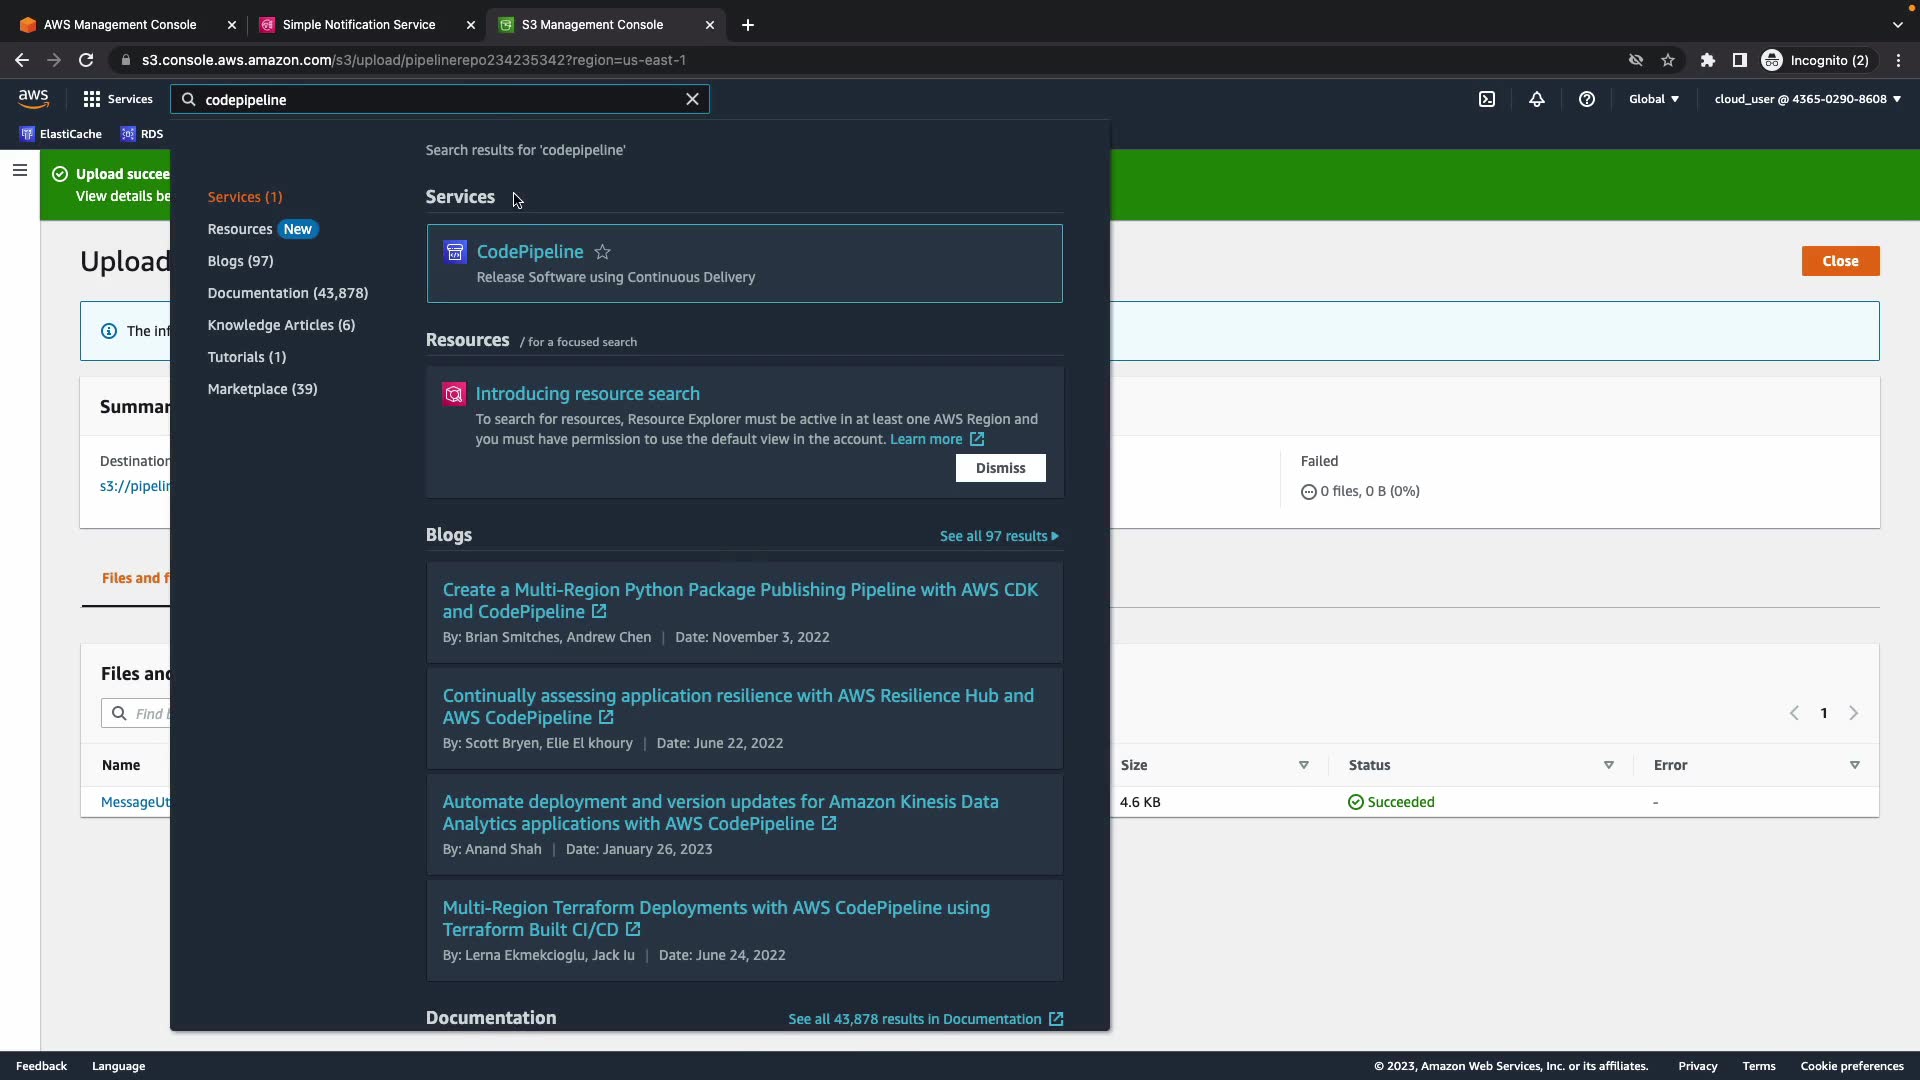 AWS Management Console
Simple Notification Service
S3 Management Console
s3.console.aws.amazon.com/s3/upload/pipelinerepo234235342?region=us-east-1
Incognito (2)
aws
Services
codepipeline
Global
cloud_user @ 4365-0290-8608
ElastiCache
RDS
Search results for 'codepipeline'
Upload succee
View details be
Services (1)
Resources New
Blogs (97)
Documentation (43,878)
Knowledge Articles (6)
Tutorials (1)
Marketplace (39)
Services
CodePipeline
Release Software using Continuous Delivery
Resources / for a focused search
Introducing resource search
To search for resources, Resource Explorer must be active in at least one AWS Region and
you must have permission to use the default view in the account. Learn more
Dismiss
Blogs
See all 97 results
Create a Multi-Region Python Package Publishing Pipeline with AWS CDK
and CodePipeline
By: Brian Smitches, Andrew Chen | Date: November 3, 2022
Continually assessing application resilience with AWS Resilience Hub and
AWS CodePipeline
By: Scott Bryen, Elie El khoury | Date: June 22, 2022
Automate deployment and version updates for Amazon Kinesis Data
Analytics applications with AWS CodePipeline
By: Anand Shah | Date: January 26, 2023
Multi-Region Terraform Deployments with AWS CodePipeline using
Terraform Built CI/CD
By: Lerna Ekmekcioglu, Jack Iu | Date: June 24, 2022
Documentation
See all 43,878 results in Documentation
Upload
Close
The inf
Summar
Destination
s3://pipelin
Failed
0 files, 0 B (0%)
Files and f
Files and
Find b
1
Name
Size
Status
Error
MessageUt
4.6 KB
Succeeded
-
Feedback
Language
© 2023, Amazon Web Services, Inc. or its affiliates.
Privacy
Terms
Cookie preferences